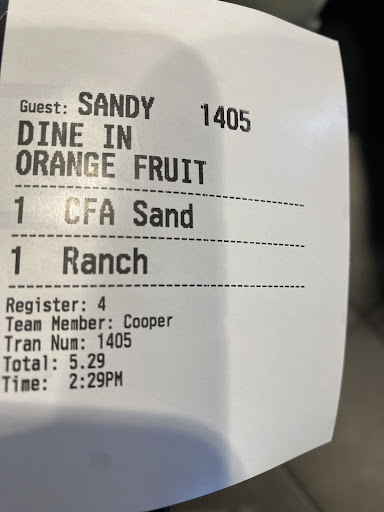 Guest: SANDY 1405
DINE IN
ORANGE FRUIT
1 CFA Sand
1 Ranch
Register: 4
Team Member: Cooper
Tran Num: 1405
Total: 5.29
Time: 2:29PM